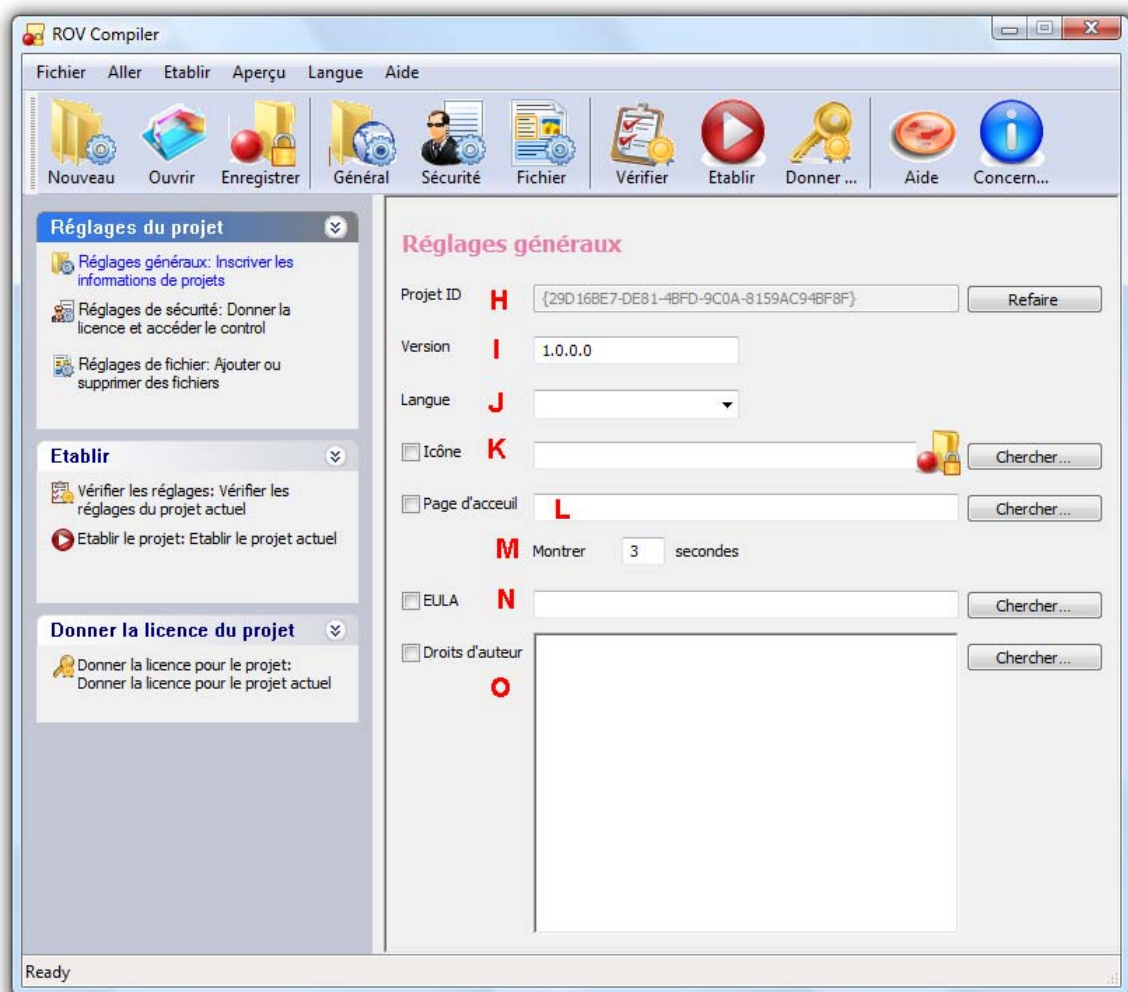 ROV Compiler
Fichier Aller Etablir Aperçu Langue Aide
Nouveau Ouvrir Enregistrer Général Sécurité Fichier Vérifier Etablir Donner ... Aide Concern...
Réglages du projet
Réglages généraux: Inscriver les
informations de projets
Réglages de sécurité: Donner la
licence et accéder le control
Réglages de fichier: Ajouter ou
supprimer des fichiers
Etablir
Vérifier les réglages: Vérifier les
réglages du projet actuel
Etablir le projet: Etablir le projet actuel
Donner la licence du projet
Donner la licence pour le projet:
Donner la licence pour le projet actuel
Réglages généraux
Projet ID H {29D16BE7-DE81-4BFD-9C0A-8159AC94BF8F} Refaire
Version I 1.0.0.0
Langue J
Icône K Chercher...
Page d'acceuil L Chercher...
M Montrer 3 secondes
EULA N Chercher...
Droits d'auteur Chercher...
O
Ready